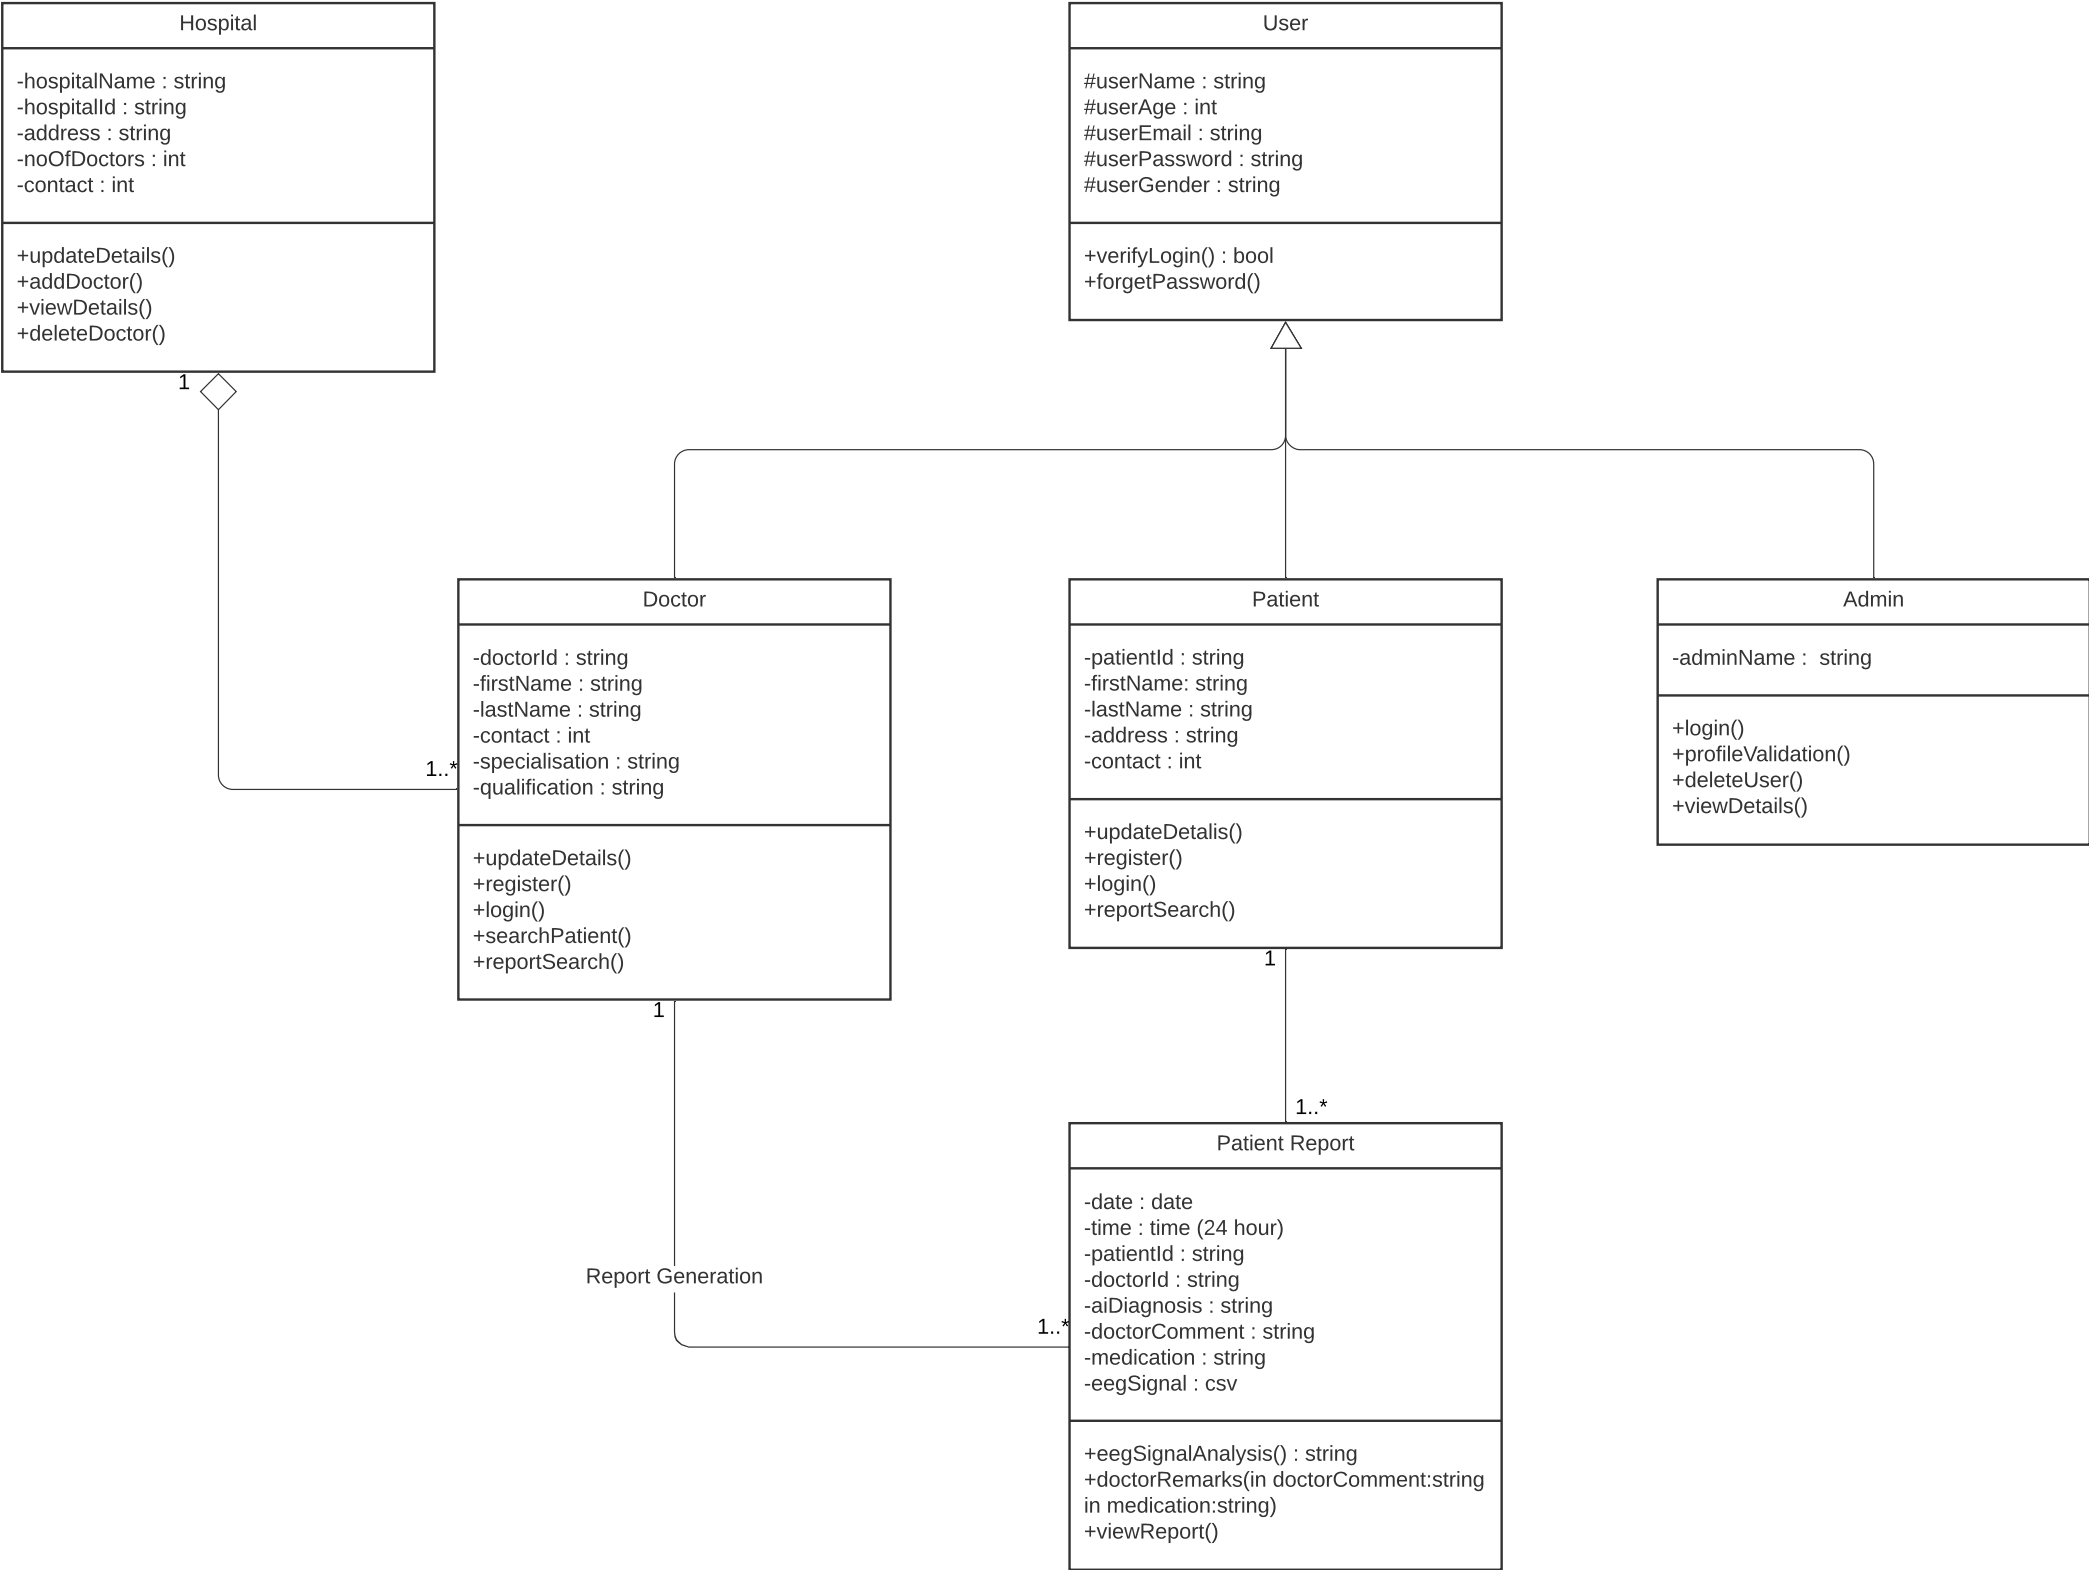 Hospital
-hospitalName : string
-hospitalId : string
-address : string
-noOfDoctors : int
-contact : int
+updateDetails()
+addDoctor()
+viewDetails()
+deleteDoctor()
1
1..*
User
#userName : string
#userAge : int
#userEmail : string
#userPassword : string
#userGender : string
+verifyLogin() : bool
+forgetPassword()
Doctor
-doctorId : string
-firstName : string
-lastName : string
-contact : int
-specialisation : string
-qualification : string
+updateDetails()
+register()
+login()
+searchPatient()
+reportSearch()
1
Report Generation
1..*
Patient
-patientId : string
-firstName: string
-lastName : string
-address : string
-contact : int
+updateDetalis()
+register()
+login()
+reportSearch()
1
1..*
Admin
-adminName :  string
+login()
+profileValidation()
+deleteUser()
+viewDetails()
Patient Report
-date : date
-time : time (24 hour)
-patientId : string
-doctorId : string
-aiDiagnosis : string
-doctorComment : string
-medication : string
-eegSignal : csv
+eegSignalAnalysis() : string
+doctorRemarks(in doctorComment:string
in medication:string)
+viewReport()